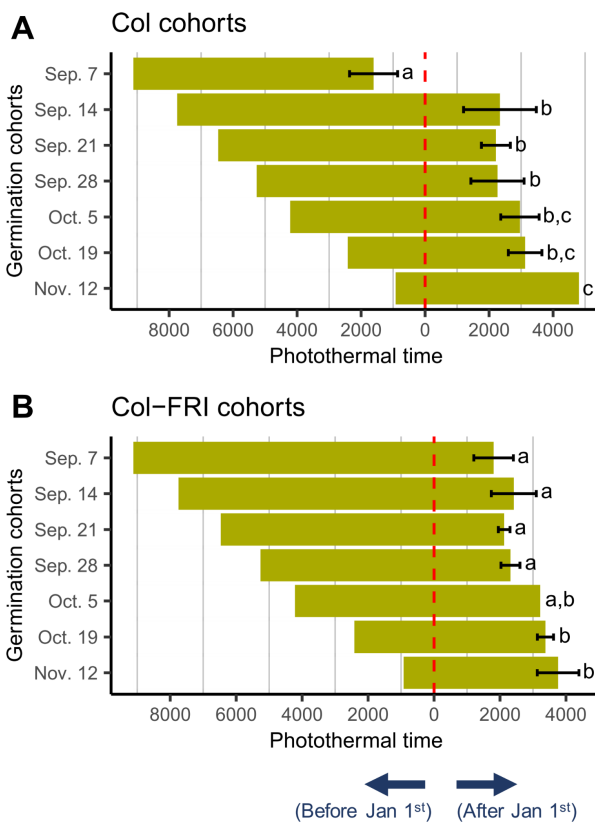 A
Col cohorts
Germination cohorts
Sep. 7
a
Sep. 14
b
Sep. 21
b
Sep. 28
b
Oct. 5
b,c
Oct. 19
b,c
Nov. 12
c
8000 6000 4000 2000 0 2000 4000
Photothermal time
B
Col−FRI cohorts
Germination cohorts
Sep. 7
a
Sep. 14
a
Sep. 21
a
Sep. 28
a
Oct. 5
a,b
Oct. 19
b
Nov. 12
b
8000 6000 4000 2000 0 2000 4000
Photothermal time
(Before Jan 1st) (After Jan 1st)